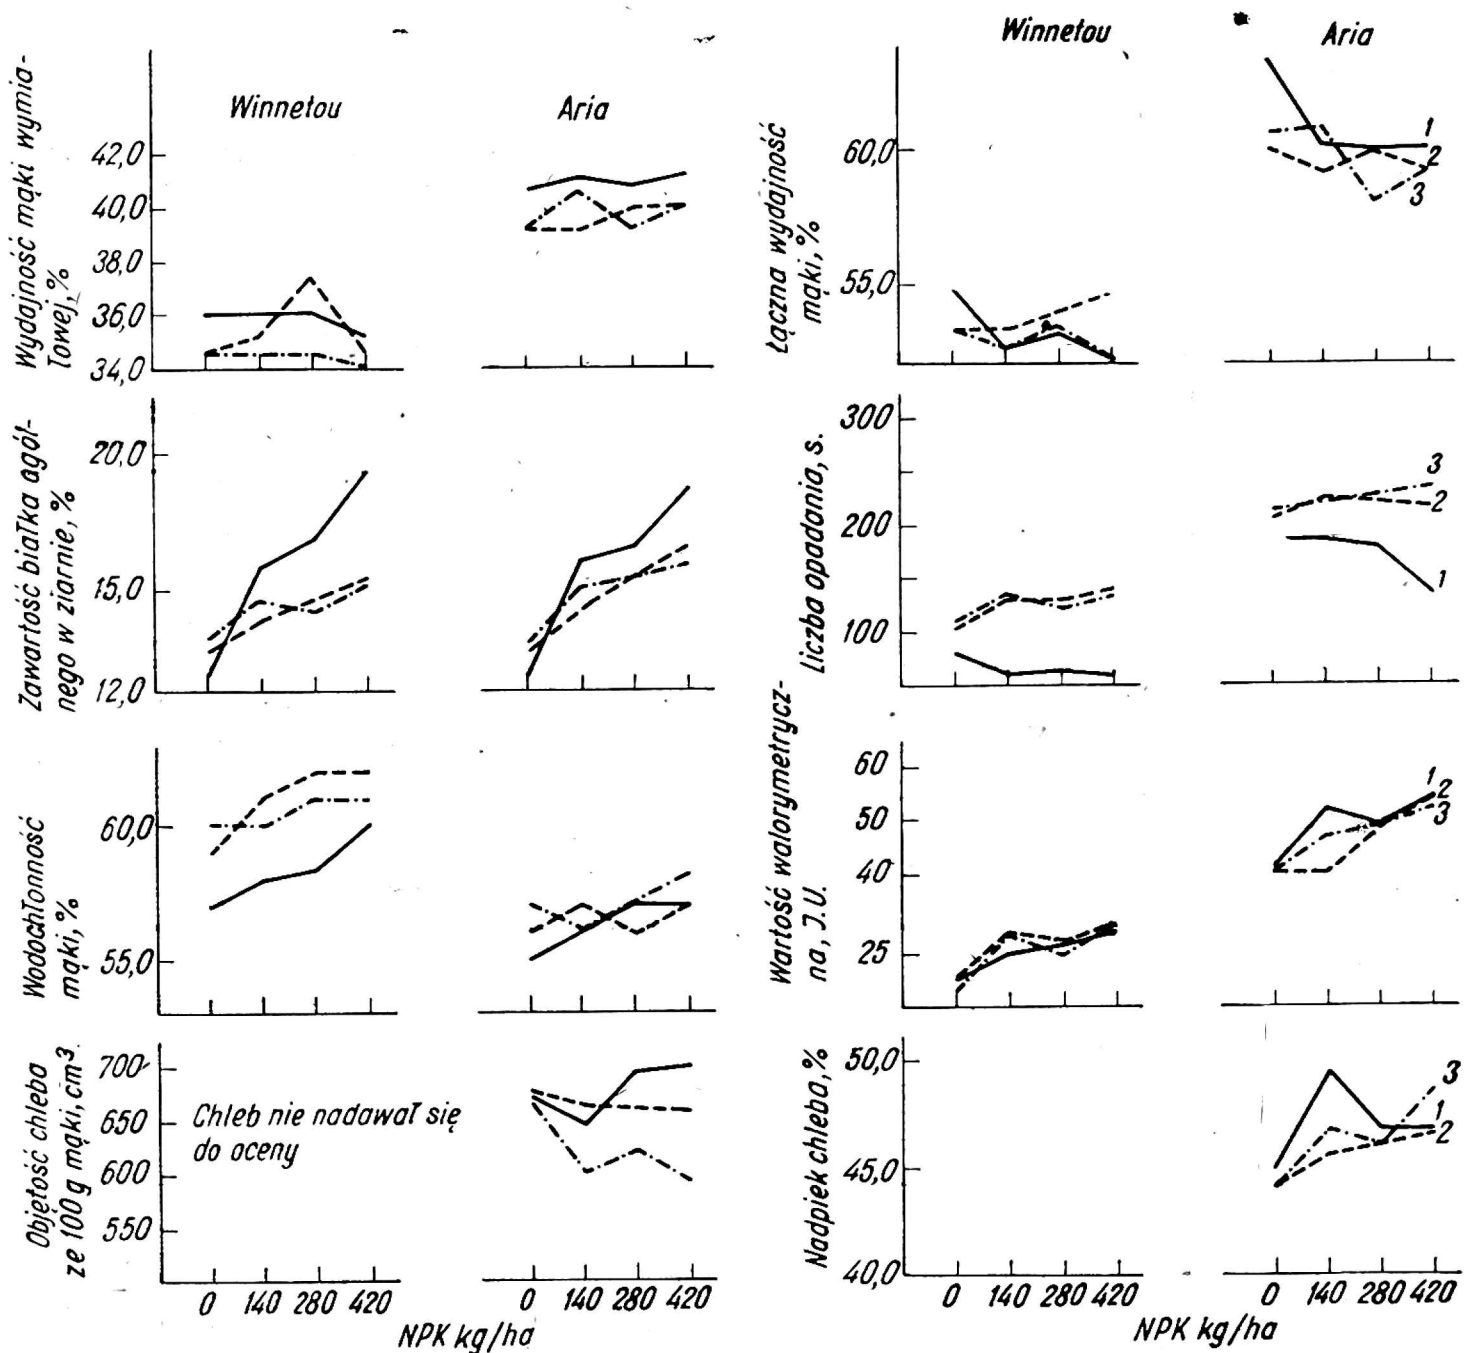 Winnetou
Aria
Wydajność mąki wymia-
towej,%
42,0
40,0
38,0
36,0
34,0
Winnetou
Aria
Łączna wydajność
mąki,%
60,0
55,0
1
2
3
Zawartość białka agół-
nego w ziarnie,%
20,0
15,0
12,0
Liczba opadania, s.
300
200
100
3
2
1
Wodochłonność
mąki,%
60,0
55,0
Wartość walorymetrycz-
na, J.U.
60
50
40
25
1
2
3
Objętość chleba
ze 100g mąki, cm³
700
650
600
550
Chleb nie nadawał się
do oceny
0 140 280 420
0 140 280 420
NPK kg/ha
Nadpiek chleba,%
50,0
45,0
40,0
3
1
2
0 140 280 420
0 140 280 420
NPK kg/ha